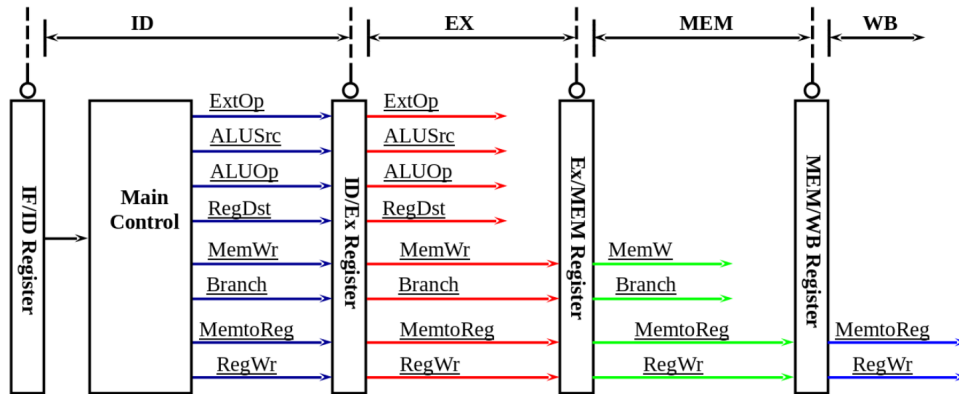 ID
EX
MEM
WB
IF/ID Register
Main
Control
ExtOp
ALUSrc
ALUOp
RegDst
MemWr
Branch
MemtoReg
RegWr
ID/Ex Register
ExtOp
ALUSrc
ALUOp
RegDst
MemWr
Branch
MemtoReg
RegWr
Ex/MEM Register
MemW
Branch
MemtoReg
RegWr
MEM/WB Register
MemtoReg
RegWr